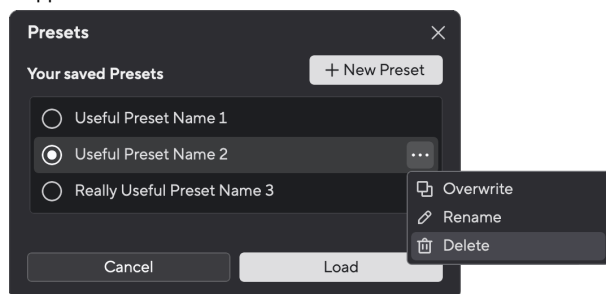 Presets
Your saved Presets
+ New Preset
Useful Preset Name 1
Useful Preset Name 2
Really Useful Preset Name 3
Overwrite
Rename
Delete
Cancel
Load